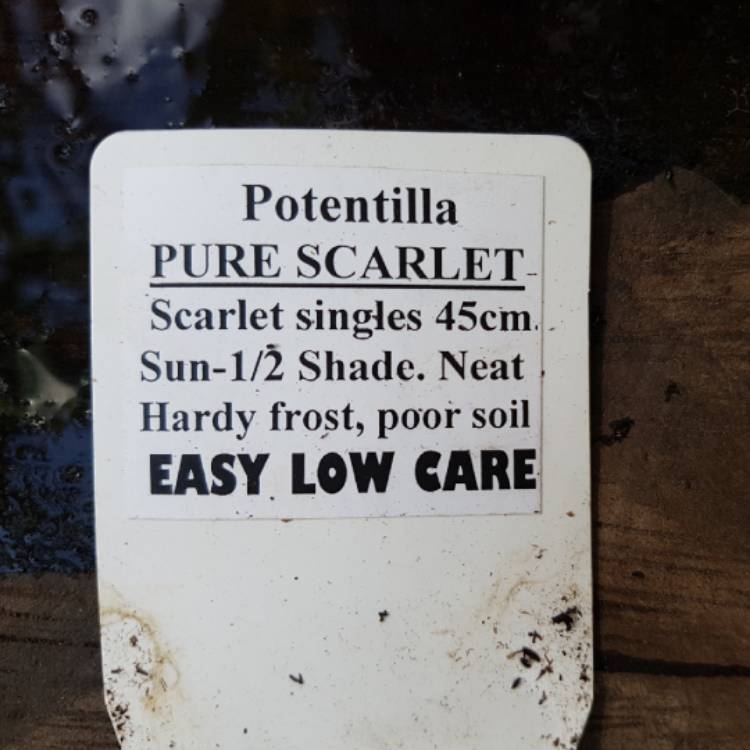 Potentilla
PURE SCARLET
Scarlet singles 45cm.
Sun-1/2 Shade. Neat
Hardy frost, poor soil
EASY LOW CARE